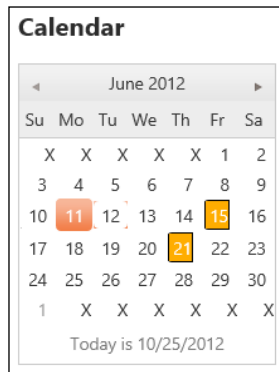 Calendar
◄ June 2012 ►
Su Mo Tu We Th Fr Sa
X X X X X 1 2
3 4 5 6 7 8 9
10 11 12 13 14 15 16
17 18 19 20 21 22 23
24 25 26 27 28 29 30
1 X X X X X X
Today is 10/25/2012